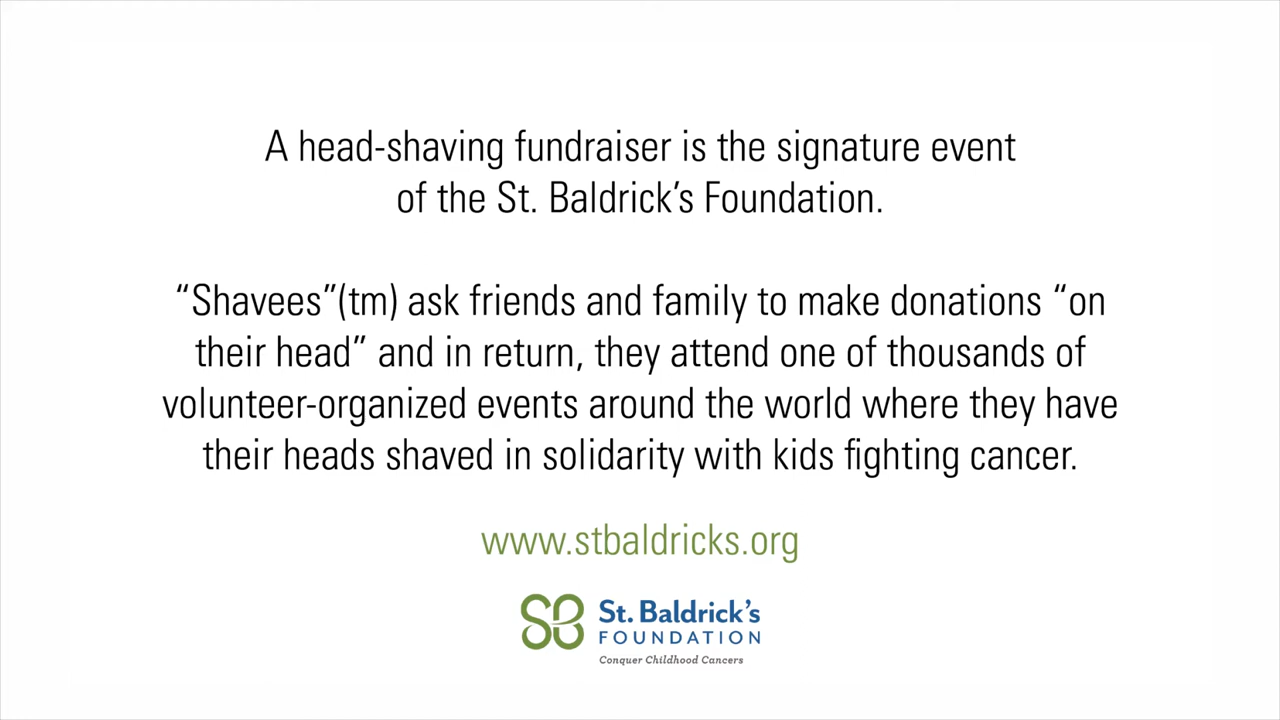 A head-shaving fundraiser is the signature event
of the St. Baldrick’s Foundation.
“Shavees”(tm) ask friends and family to make donations “on
their head” and in return, they attend one of thousands of
volunteer-organized events around the world where they have
their heads shaved in solidarity with kids fighting cancer.
www.stbaldricks.org
SB
St. Baldrick’s
FOUNDATION
Conquer Childhood Cancers